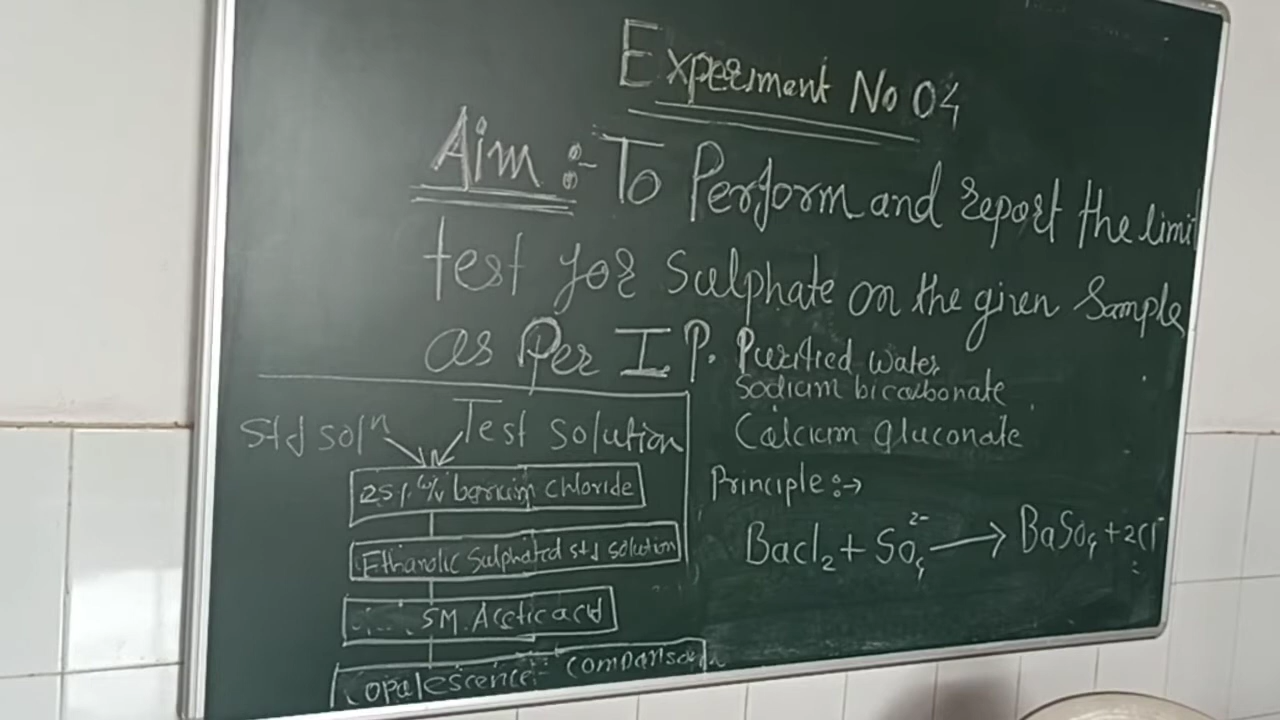 Experiment No 04
Aim :- To Perform and report the limit
test for Sulphate on the given Sample
as Per I P.
Purified water
Sodium bicarbonate
Calcium gluconate
Std solⁿ Test solution
25% w/v barium chloride
Ethanolic Sulphated std solution
5M. Acetic acid
opalescence - comparison
Principle :→
Bacl₂ + SO₄²⁻ → BaSO₄ + 2Cl⁻